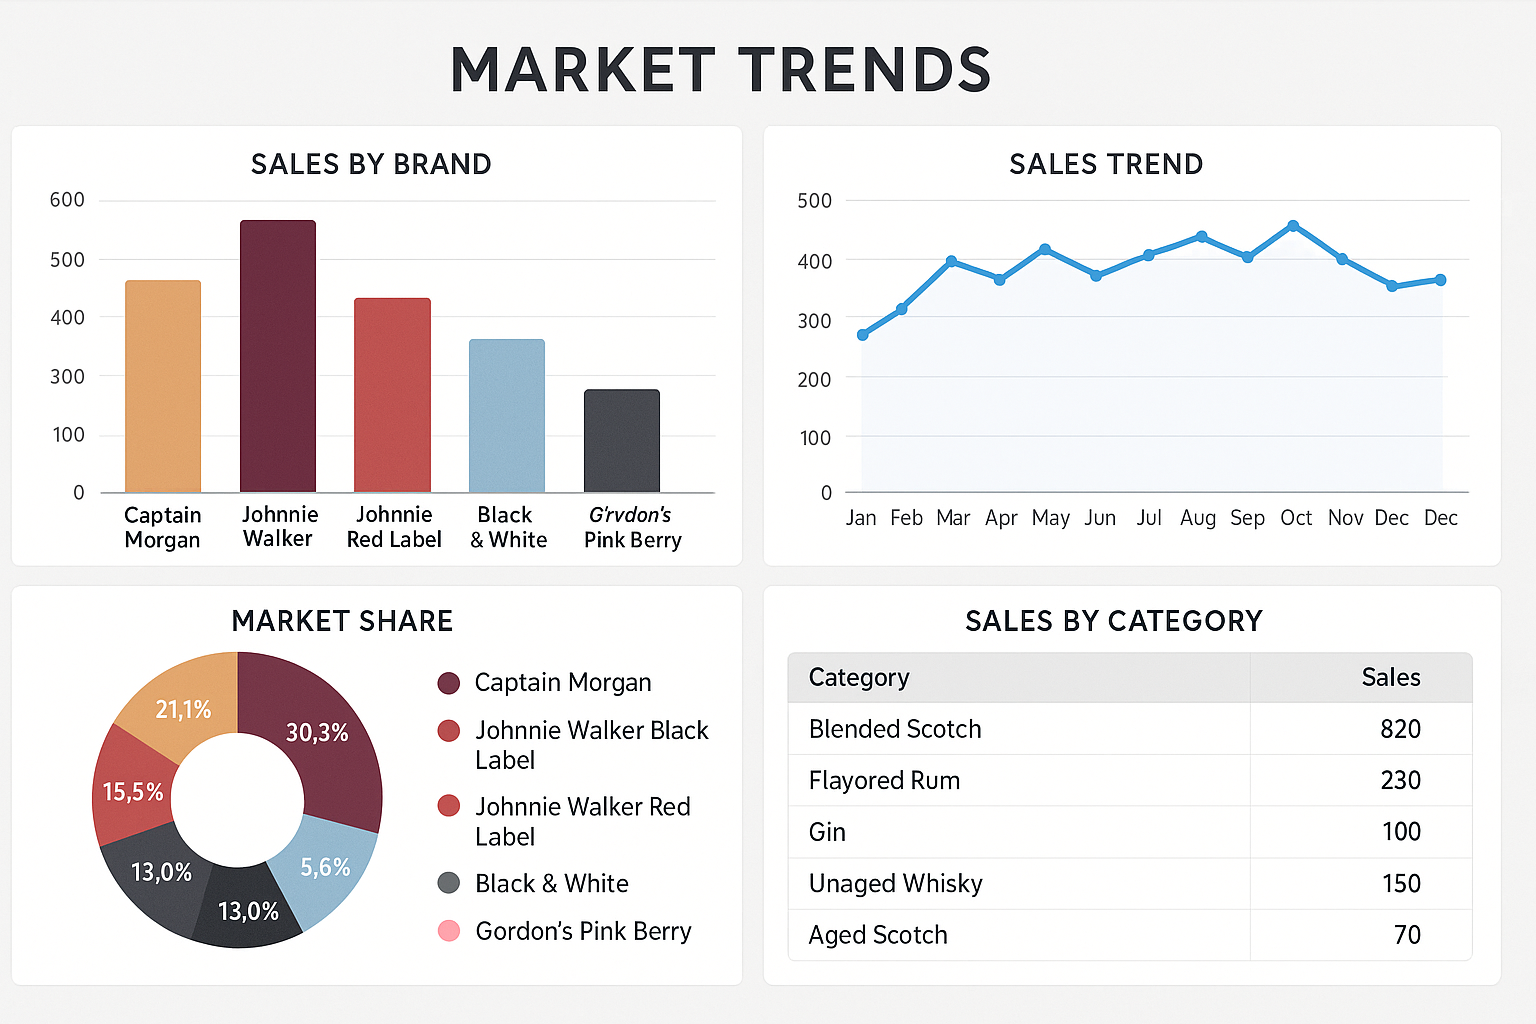 MARKET TRENDS
SALES BY BRAND
600
500
400
300
100
0
Captain
Morgan
Johnnie
Walker
Johnnie
Red Label
Black
& White
G'rvdon's
Pink Berry
SALES TREND
500
400
300
200
100
0
Jan Feb Mar Apr May Jun Jul Aug Sep Oct Nov Dec Dec
MARKET SHARE
21,1%
30,3%
15,5%
13,0%
13,0%
5,6%
Captain Morgan
Johnnie Walker Black
Label
Johnnie Walker Red
Label
Black & White
Gordon's Pink Berry
SALES BY CATEGORY
Category Sales
Blended Scotch 820
Flayored Rum 230
Gin 100
Unaged Whisky 150
Aged Scotch 70